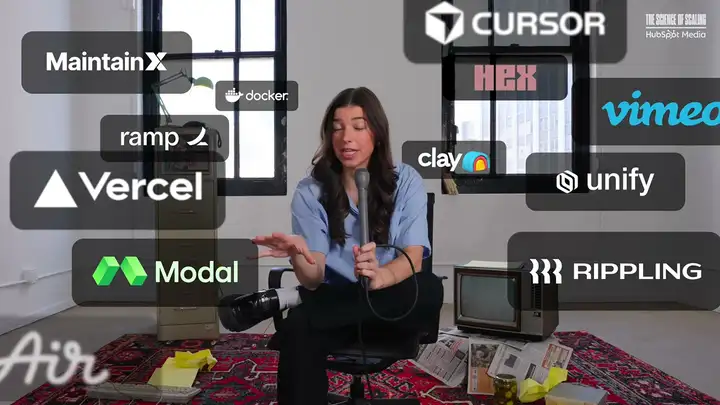 CURSOR
THE SCIENCE OF SCALING
HubSpot Media
MaintainX
HEX
docker
vimeo
ramp
clay
Vercel
unify
Modal
RIPPLING
Air